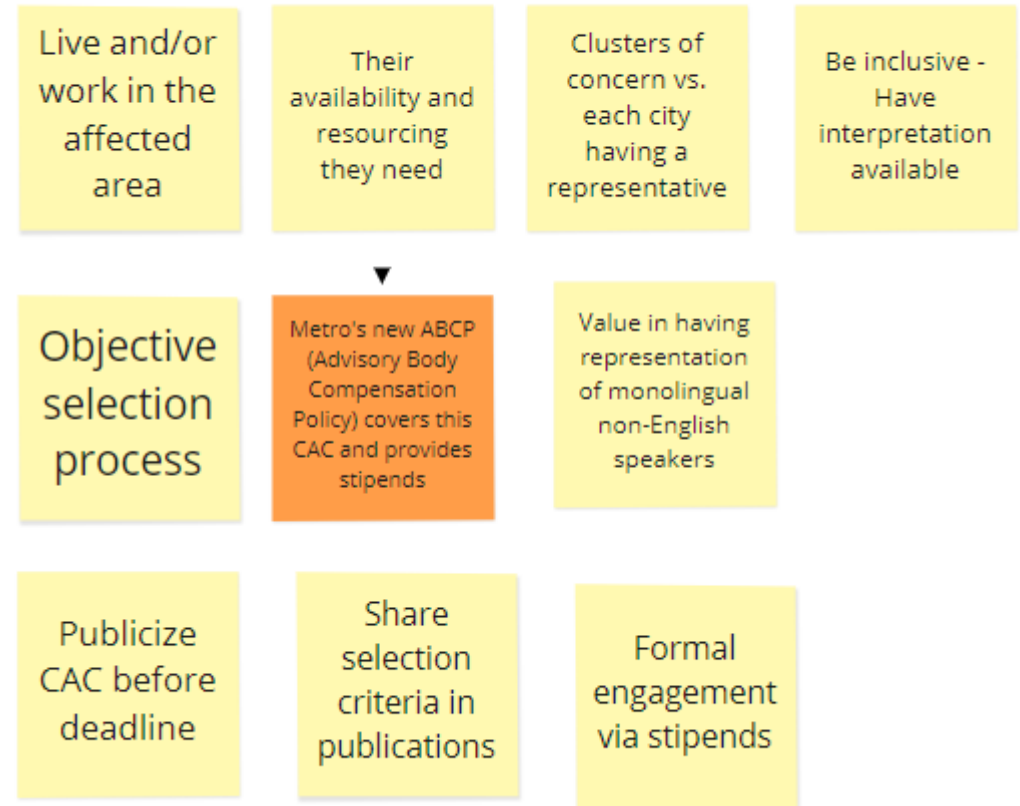 Live and/or
work in the
affected
area
Their
availability and
resourcing
they need
Clusters of
concern vs.
each city
having a
representative
Be inclusive -
Have
interpretation
available
Objective
selection
process
Metro's new ABCP
(Advisory Body
Compensation
Policy) covers this
CAC and provides
stipends
Value in having
representation
of monolingual
non-English
speakers
Publicize
CAC before
deadline
Share
selection
criteria in
publications
Formal
engagement
via stipends